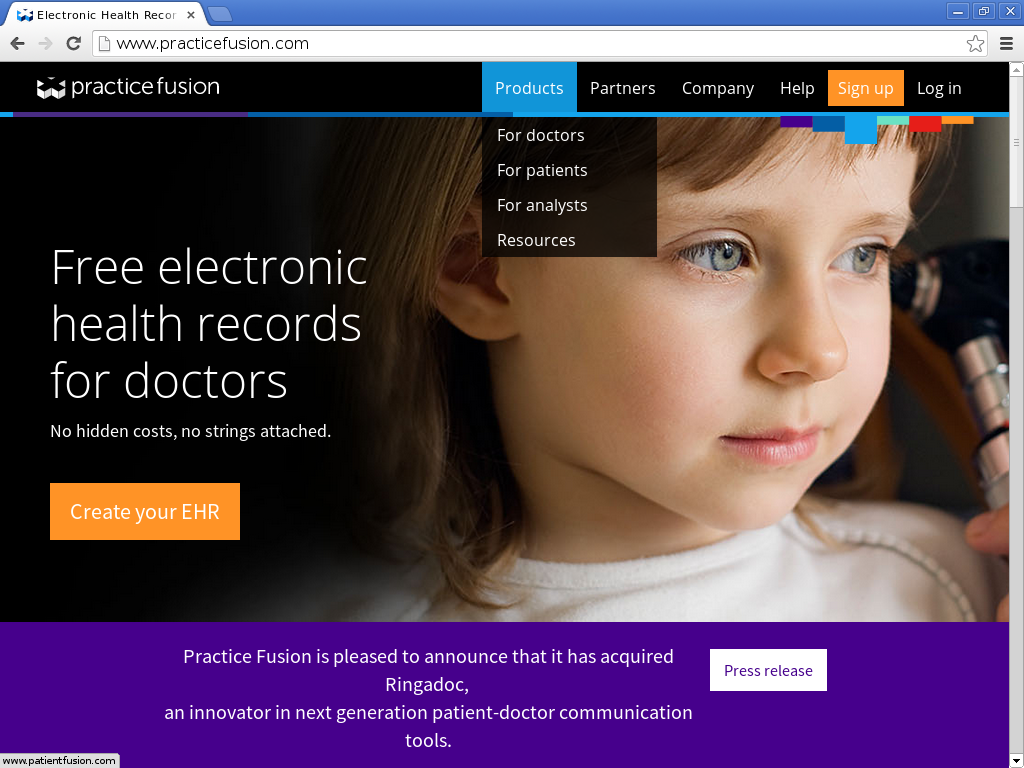 Electronic Health Recor
www.practicefusion.com
practice fusion
Products Partners Company Help Sign up Log in
For doctors
For patients
For analysts
Resources
Free electronic
health records
for doctors
No hidden costs, no strings attached.
Create your EHR
Practice Fusion is pleased to announce that it has acquired
Ringadoc,
an innovator in next generation patient-doctor communication
tools.
Press release
www.patientfusion.com